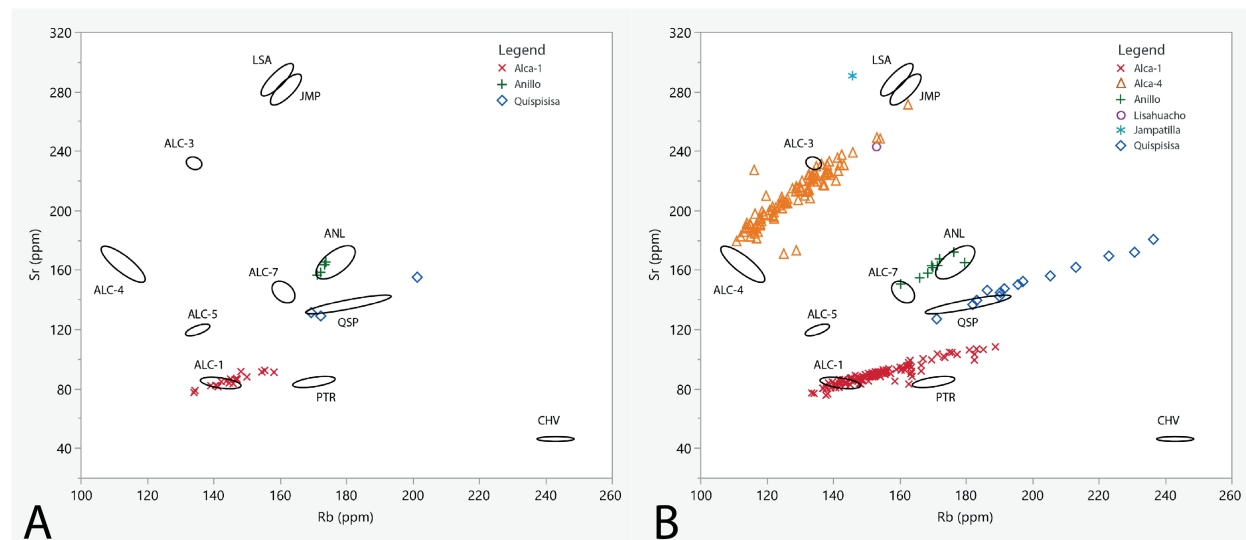 320
280
240
200
160
120
80
40
Sr (ppm)
100 120 140 160 180 200 220 240 260
Rb (ppm)
A
Legend
Alca-1
Anillo
Quispisisa
LSA
JMP
ALC-3
ANL
ALC-7
ALC-4
QSP
ALC-5
ALC-1
PTR
CHV
320
280
240
200
160
120
80
40
Sr (ppm)
100 120 140 160 180 200 220 240 260
Rb (ppm)
B
Legend
Alca-1
Alca-4
Anillo
Lisahuacho
Jampatilla
Quispisisa
LSA
JMP
ALC-3
ANL
ALC-7
ALC-4
QSP
ALC-5
ALC-1
PTR
CHV